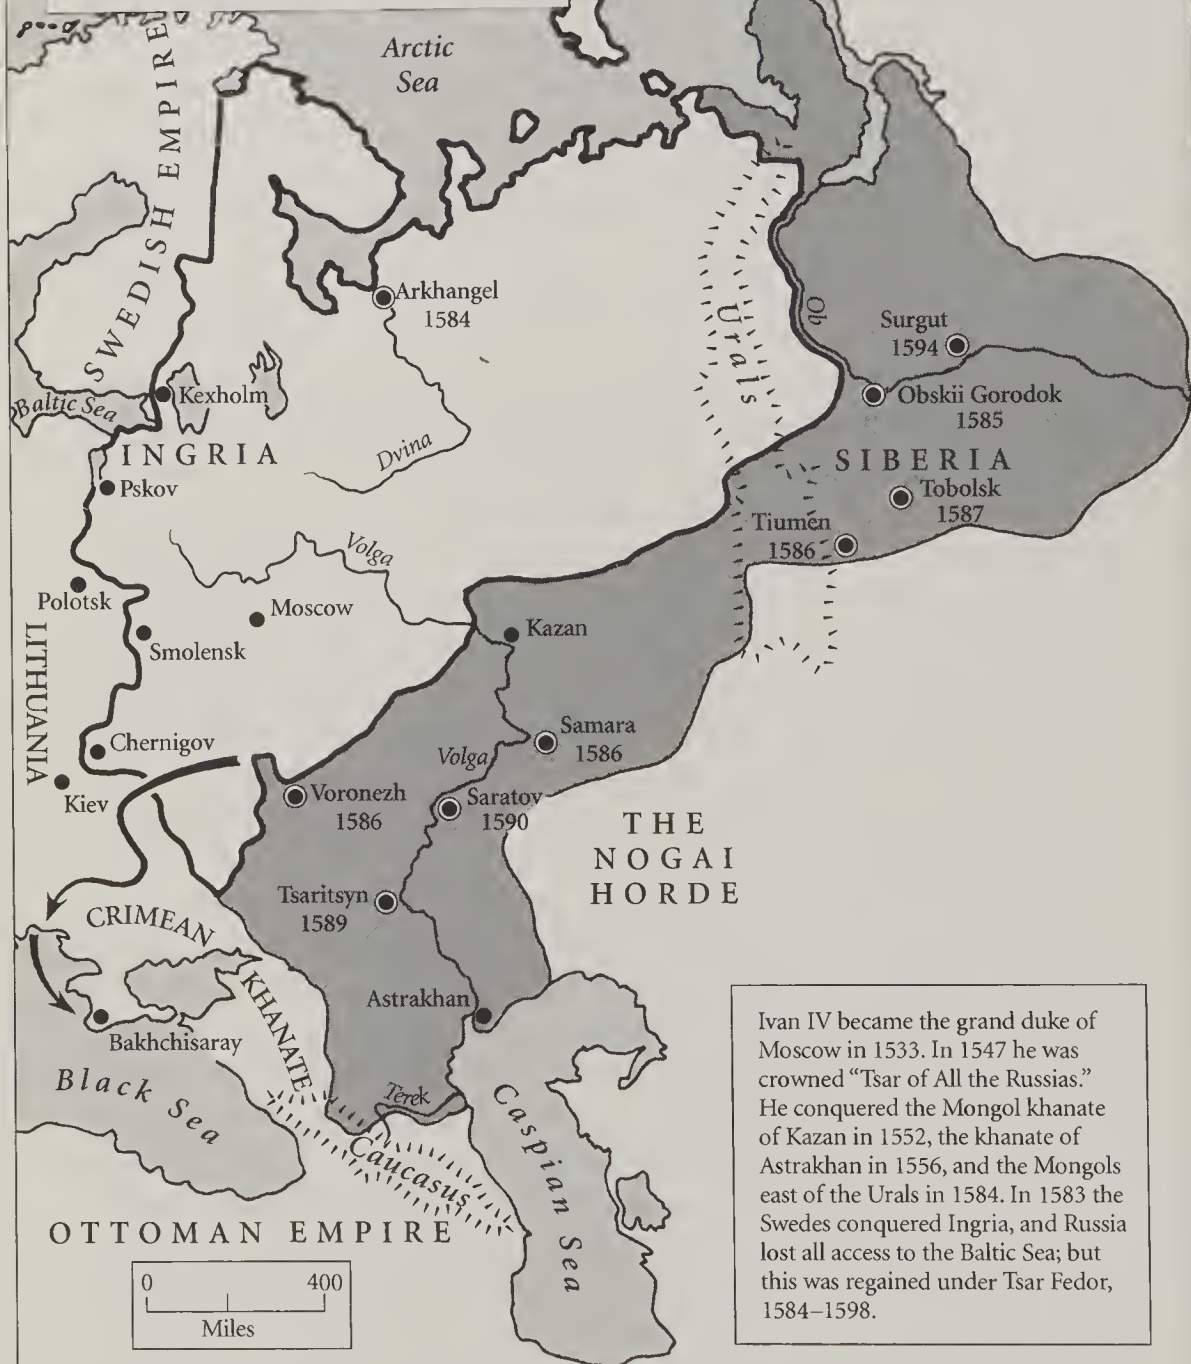 Arctic
Sea
SWEDISH EMPIRE
Arkhangel
1584
Urals
Ob
Surgut
1594
Obskii Gorodok
1585
Kexholm
Baltic Sea
INGRIA
Dvina
SIBERIA
Pskov
Tobolsk
1587
Tiumen
1586
Volga
Polotsk
Moscow
Kazan
LITHUANIA
Smolensk
Samara
1586
Chernigov
Volga
Kiev
Voronezh
1586
Saratov
1590
THE
NOGAI
HORDE
Tsaritsyn
1589
CRIMEAN
KHANATE
Astrakhan
Bakhchisaray
Black Sea
Terek
Caucasus
Caspian Sea
OTTOMAN EMPIRE
0 400
Miles
Ivan IV became the grand duke of
Moscow in 1533. In 1547 he was
crowned “Tsar of All the Russias.”
He conquered the Mongol khanate
of Kazan in 1552, the khanate of
Astrakhan in 1556, and the Mongols
east of the Urals in 1584. In 1583 the
Swedes conquered Ingria, and Russia
lost all access to the Baltic Sea; but
this was regained under Tsar Fedor,
1584–1598.